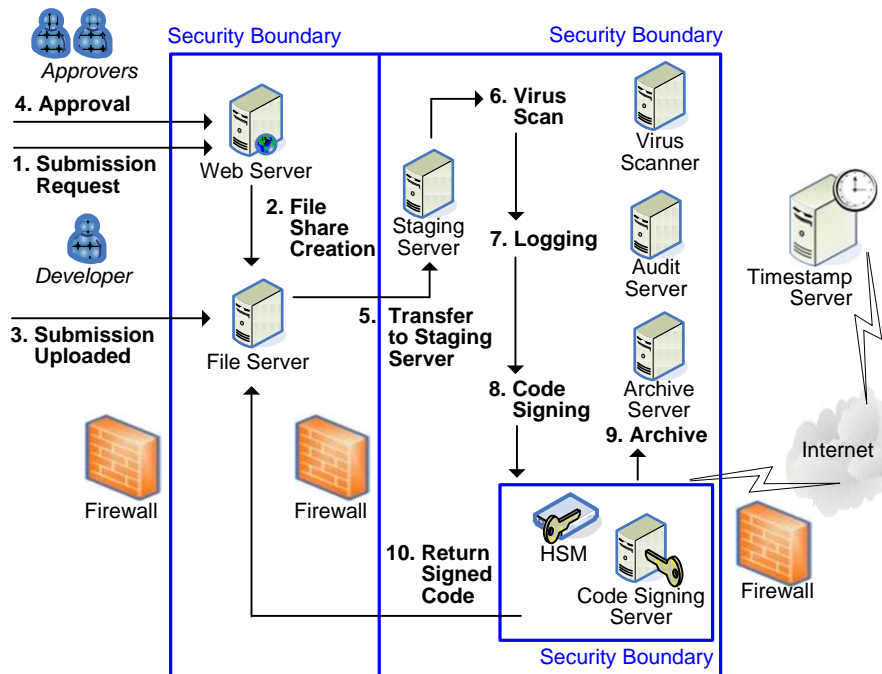 Security Boundary
Security Boundary
Approvers
4. Approval
1. Submission
Request
Web Server
2. File
Share
Creation
Developer
3. Submission
Uploaded
File Server
Staging
Server
5. Transfer
to Staging
Server
6. Virus
Scan
Virus
Scanner
7. Logging
Audit
Server
8. Code
Signing
Archive
Server
9. Archive
Timestamp
Server
Internet
Firewall
Firewall
10. Return
Signed
Code
HSM
Code Signing
Server
Firewall
Security Boundary